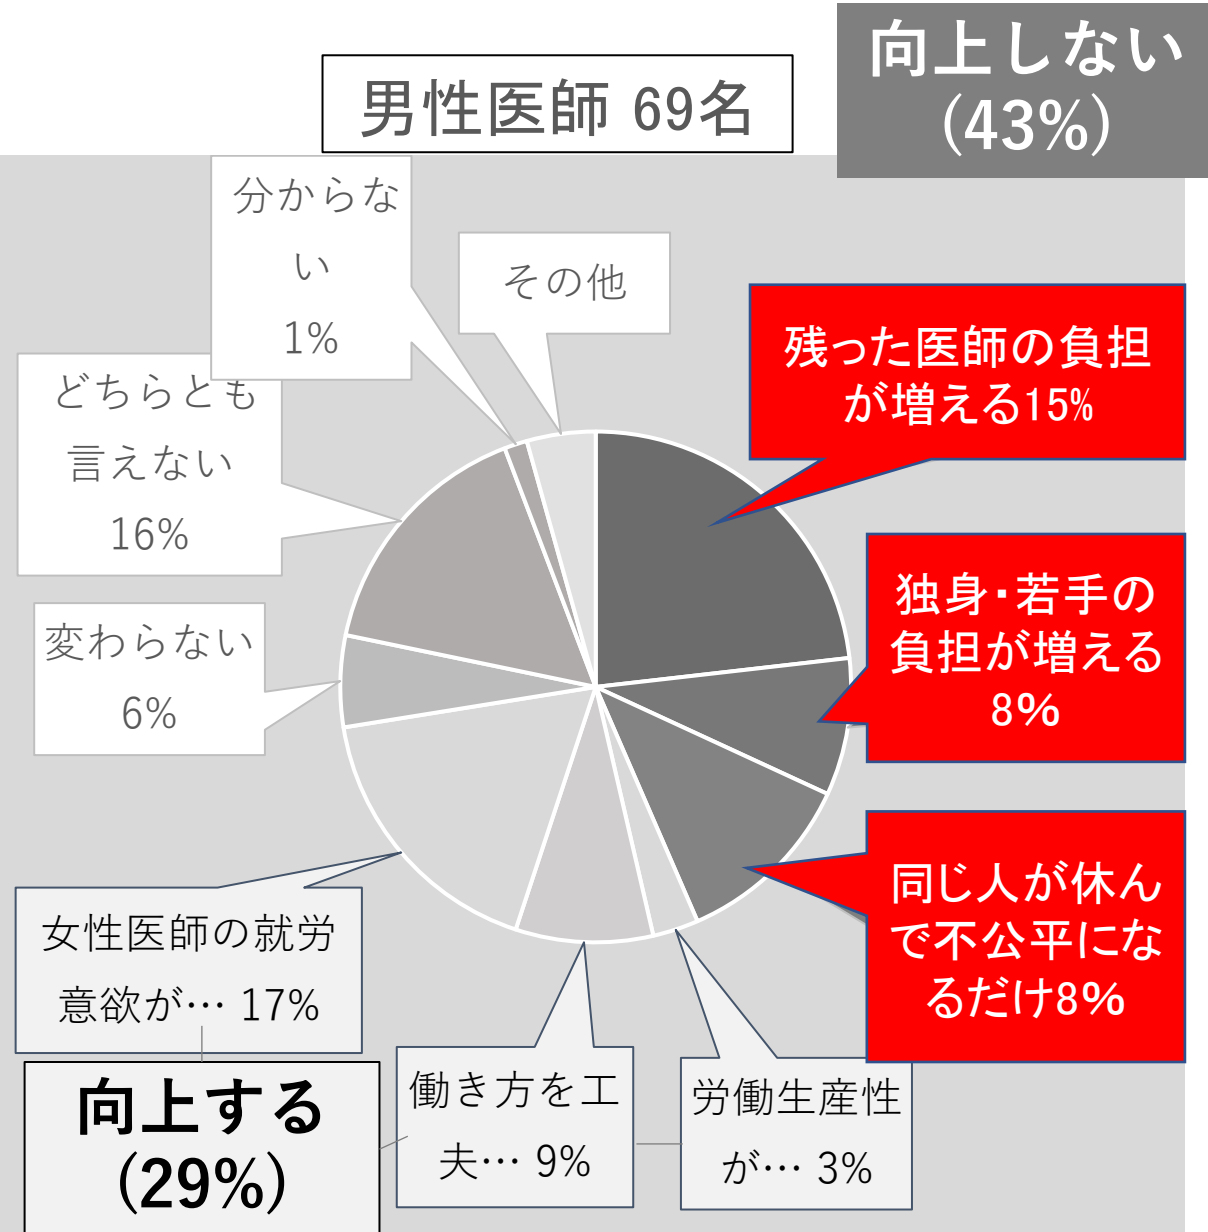 向上しない
(43%)
男性医師 69名
分からな
い
1%
その他
残った医師の負担
が増える15%
どちらとも
言えない
16%
独身・若手の
負担が増える
8%
変わらない
6%
同じ人が休ん
で不公平にな
るだけ8%
女性医師の就労
意欲が… 17%
働き方を工
夫… 9%
労働生産性
が… 3%
向上する
(29%)